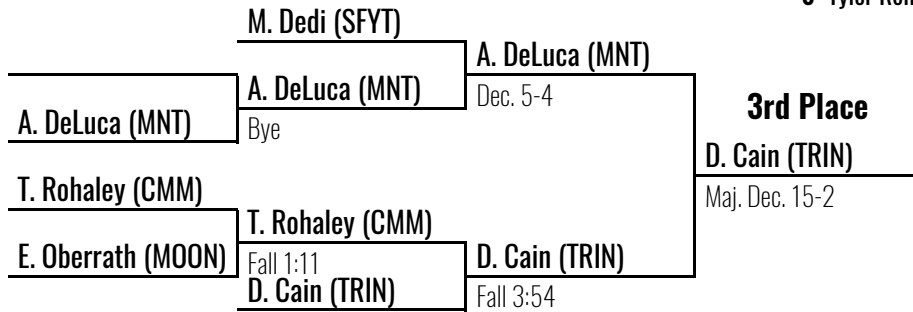 M. Dedi (SFYT)
A. DeLuca (MNT)
A. DeLuca (MNT)
Dec. 5-4
3rd Place
A. DeLuca (MNT)
Bye
D. Cain (TRIN)
T. Rohaley (CMM)
Maj. Dec. 15-2
T. Rohaley (CMM)
E. Oberrath (MOON)
Fall 1:11
D. Cain (TRIN)
D. Cain (TRIN)
Fall 3:54